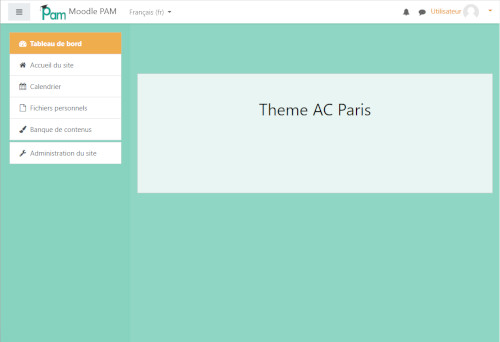 Pam Moodle PAM Français (fr) Utilisateur
Tableau de bord
Accueil du site
Calendrier
Fichiers personnels
Banque de contenus
Administration du site
Theme AC Paris